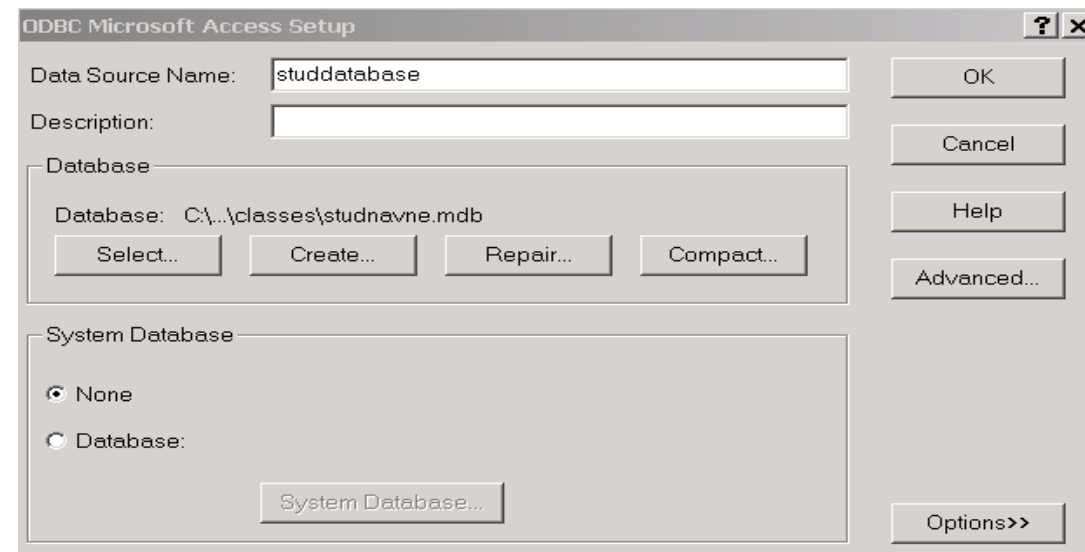 ODBC Microsoft Access Setup
Data Source Name: studdatabase
OK
Description:
Cancel
Database
Database: C:\...\classes\studnavne.mdb
Help
Select... Create... Repair... Compact...
Advanced...
System Database
None
Database:
System Database...
Options>>